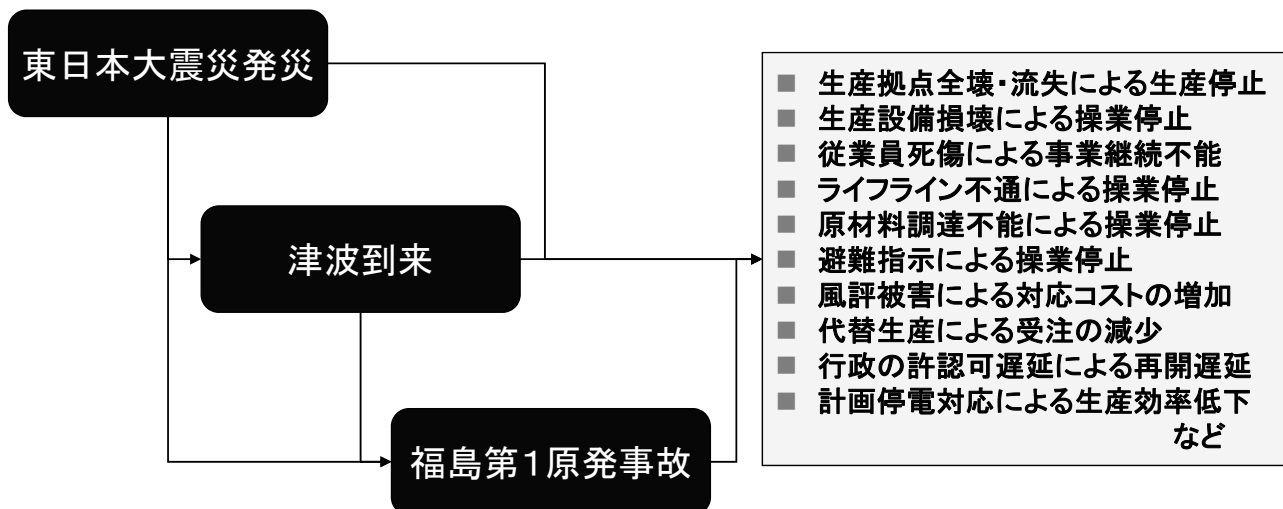 東日本大震災発災
津波到来
福島第１原発事故
■ 生産拠点全壊・流失による生産停止
■ 生産設備損壊による操業停止
■ 従業員死傷による事業継続不能
■ ライフライン不通による操業停止
■ 原材料調達不能による操業停止
■ 避難指示による操業停止
■ 風評被害による対応コストの増加
■ 代替生産による受注の減少
■ 行政の許認可遅延による再開遅延
■ 計画停電対応による生産効率低下
など